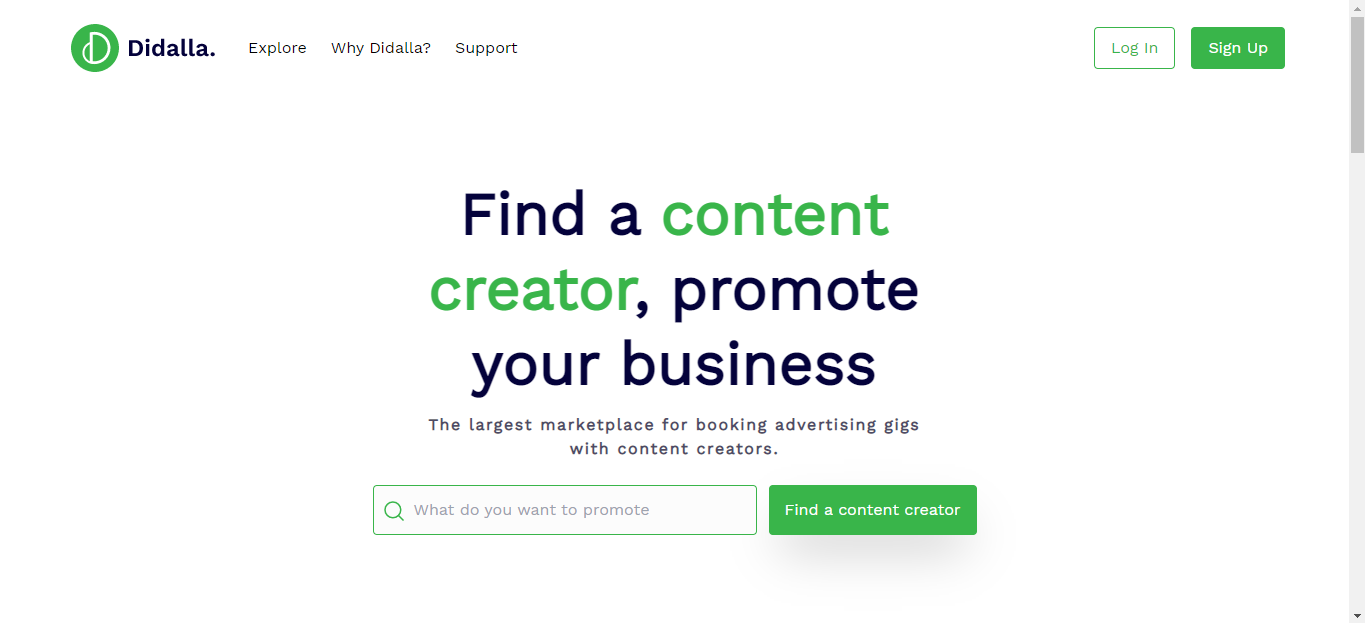 Didalla.
Explore
Why Didalla?
Support
Log In
Sign Up
Find a content
creator, promote
your business
The largest marketplace for booking advertising gigs
with content creators.
What do you want to promote
Find a content creator